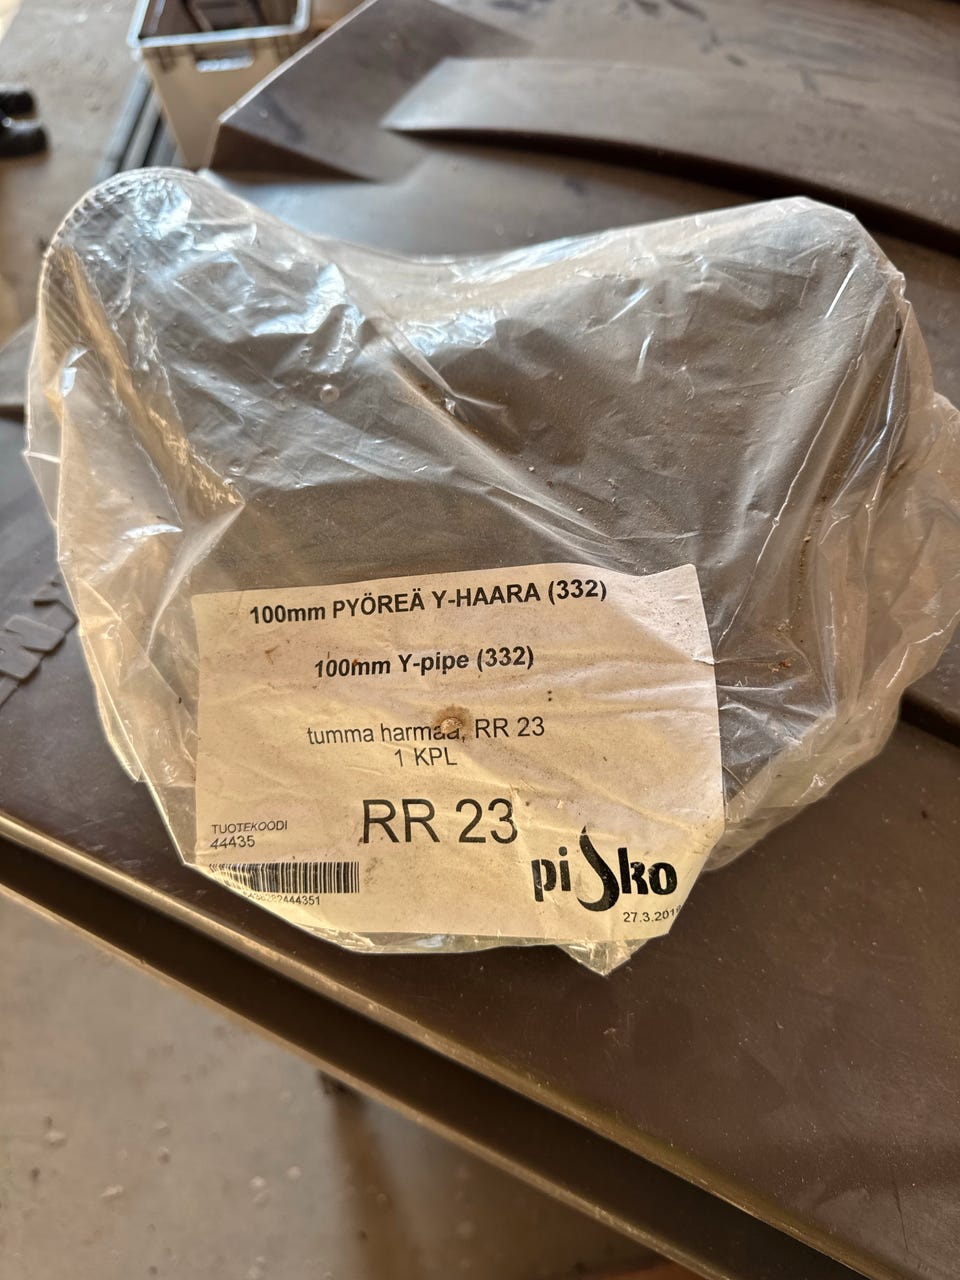 100mm PYÖREÄ Y-HAARA (332)
100mm Y-pipe (332)
tumma harmaa, RR 23
1 KPL
RR 23
TUOTEKOODI
44435
pisko